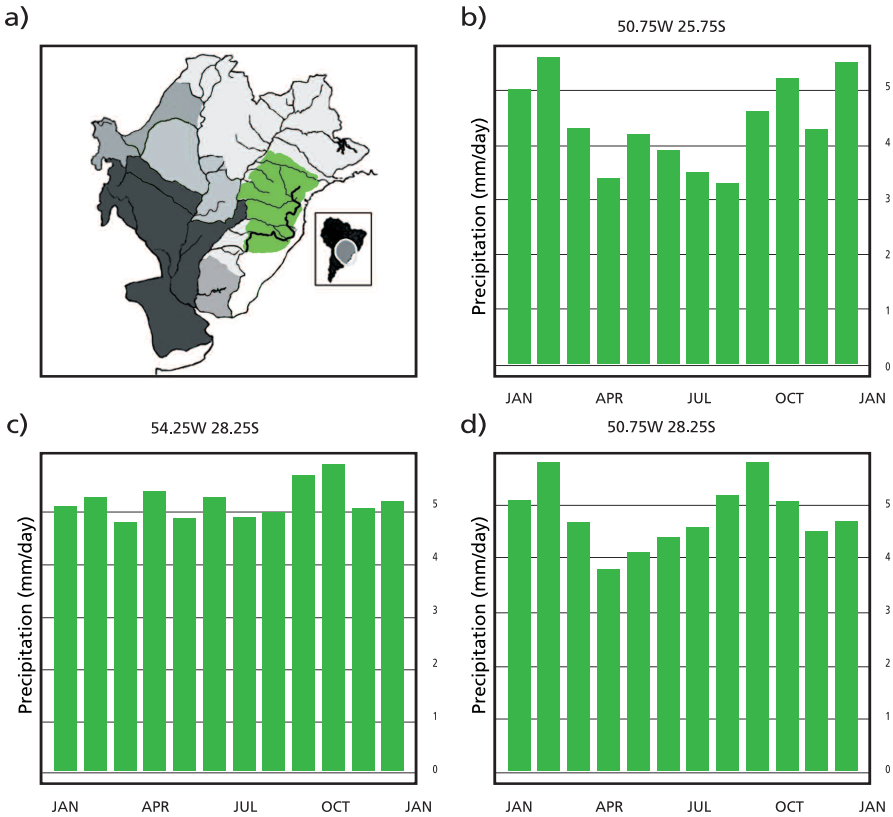 a)
b)
50.75W 25.75S
Precipitation (mm/day)
5
4
3
2
1
0
JAN APR JUL OCT JAN
c)
54.25W 28.25S
Precipitation (mm/day)
5
4
3
2
1
0
JAN APR JUL OCT JAN
d)
50.75W 28.25S
Precipitation (mm/day)
5
4
3
2
1
0
JAN APR JUL OCT JAN